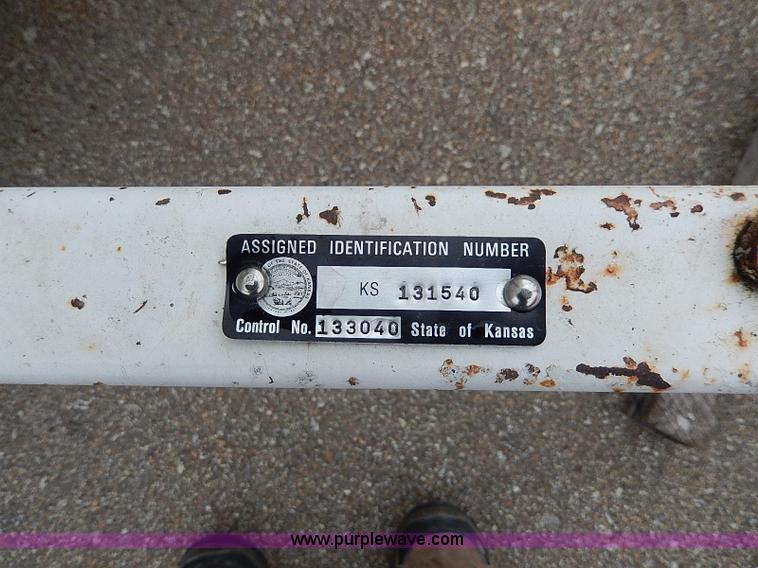 ASSIGNED IDENTIFICATION NUMBER
KS 131540
Control No. 133040 State of Kansas
www.purplewave.com